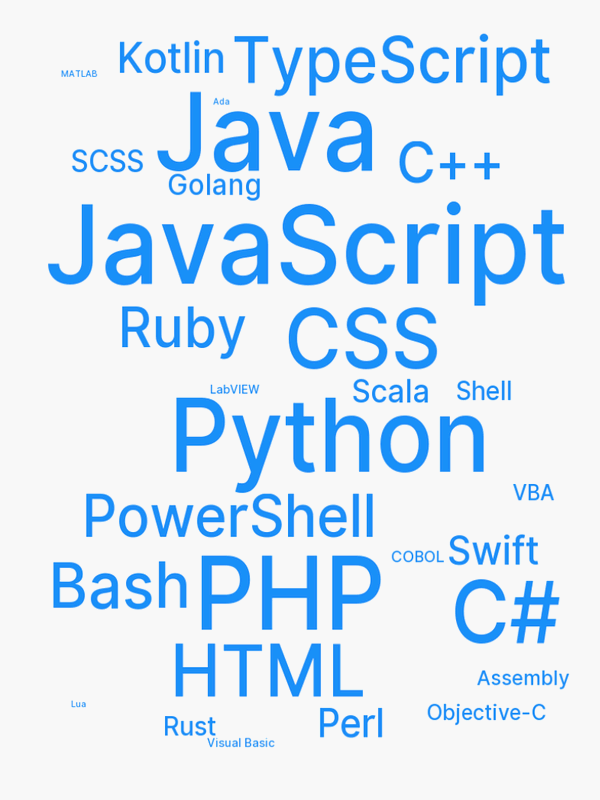 Kotlin TypeScript
MATLAB
Ada
Java
SCSS
C++
Golang
JavaScript
Ruby
CSS
LabVIEW
Scala
Shell
Python
VBA
PowerShell
COBOL
Swift
Bash
PHP
C#
HTML
Assembly
Lua
Objective-C
Rust
Perl
Visual Basic